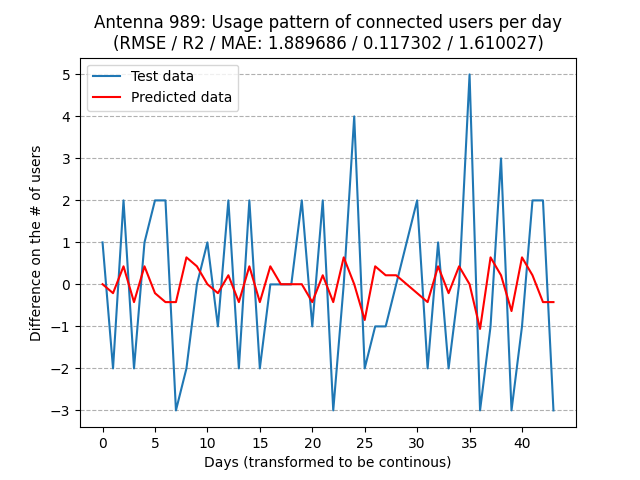 Antenna 989: Usage pattern of connected users per day
(RMSE / R2 / MAE: 1.889686 / 0.117302 / 1.610027)
Test data
Predicted data
Difference on the # of users
5
4
3
2
1
0
−1
−2
−3
0 5 10 15 20 25 30 35 40
Days (transformed to be continous)